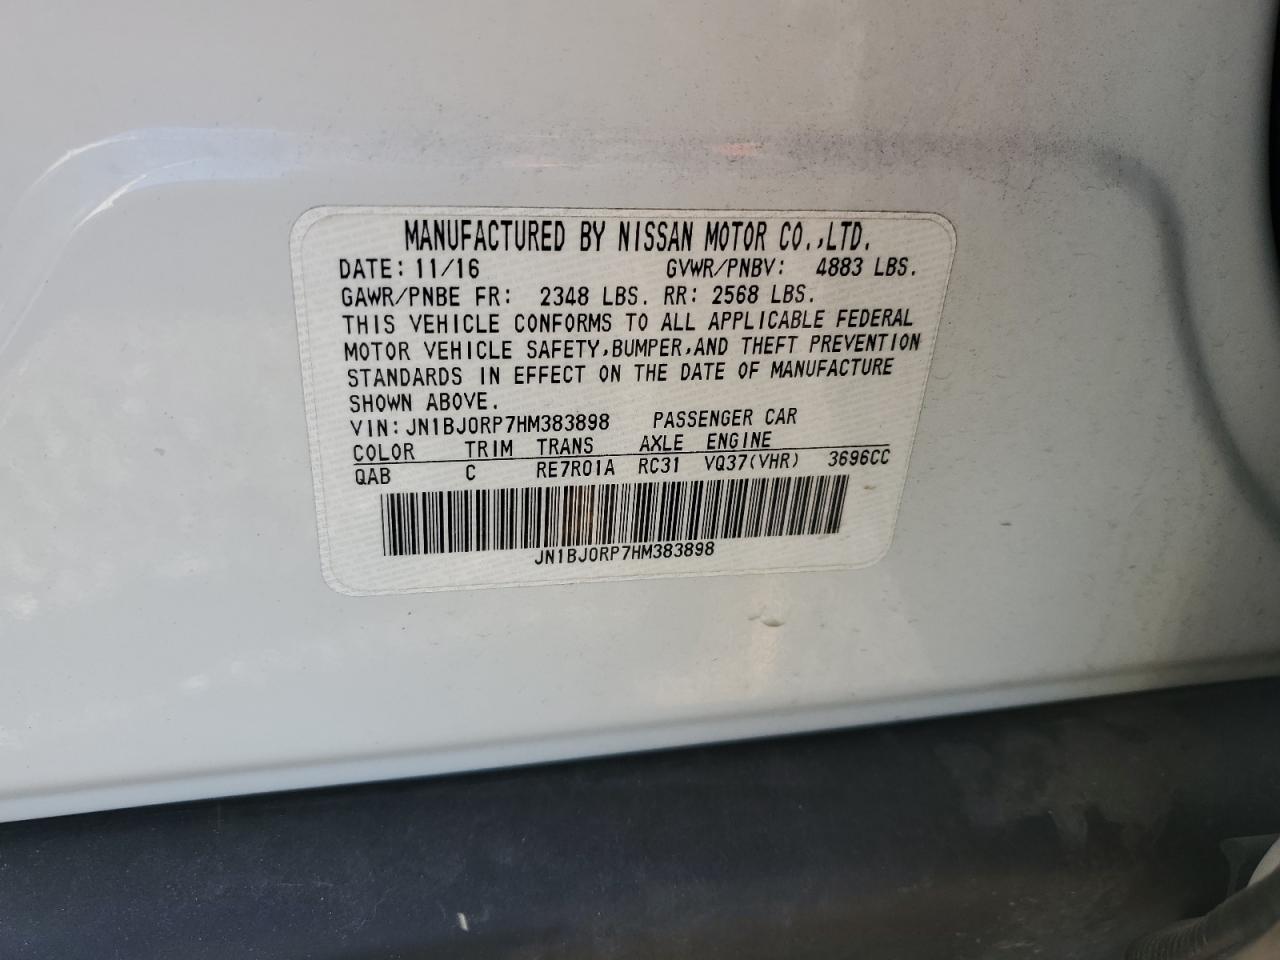 MANUFACTURED BY NISSAN MOTOR CO.,LTD.
DATE: 11/16 GVWR/PNBV: 4883 LBS.
GAWR/PNBE FR: 2348 LBS. RR: 2568 LBS.
THIS VEHICLE CONFORMS TO ALL APPLICABLE FEDERAL
MOTOR VEHICLE SAFETY,BUMPER,AND THEFT PREVENTION
STANDARDS IN EFFECT ON THE DATE OF MANUFACTURE
SHOWN ABOVE.
VIN: JN1BJ0RP7HM383898 PASSENGER CAR
COLOR TRIM TRANS AXLE ENGINE
QAB C RE7R01A RC31 VQ37(VHR) 3696CC
JN1BJ0RP7HM383898